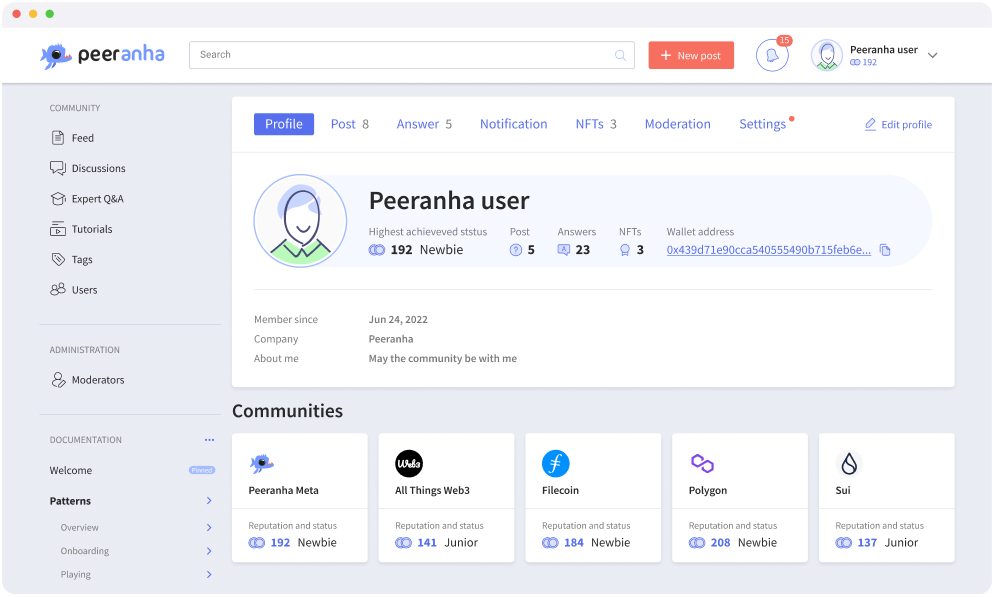 peeranha
Search
+ New post
15
Peeranha user
192
COMMUNITY
Feed
Discussions
Expert Q&A
Tutorials
Tags
Users
ADMINISTRATION
Moderators
DOCUMENTATION
Welcome
Pinned
Patterns
Overview
Onboarding
Playing
Profile
Post 8
Answer 5
Notification
NFTs 3
Moderation
Settings
Edit profile
Peeranha user
Highest achieveved ststus
192 Newbie
Post
5
Answers
23
NFTs
3
Wallet address
0x439d71e90cca540555490b715feb6e...
Member since Jun 24, 2022
Company Peeranha
About me May the community be with me
Communities
Peeranha Meta
Reputation and status
192 Newbie
Web3
All Things Web3
Reputation and status
141 Junior
Filecoin
Reputation and status
184 Newbie
Polygon
Reputation and status
208 Newbie
Sui
Reputation and status
137 Junior